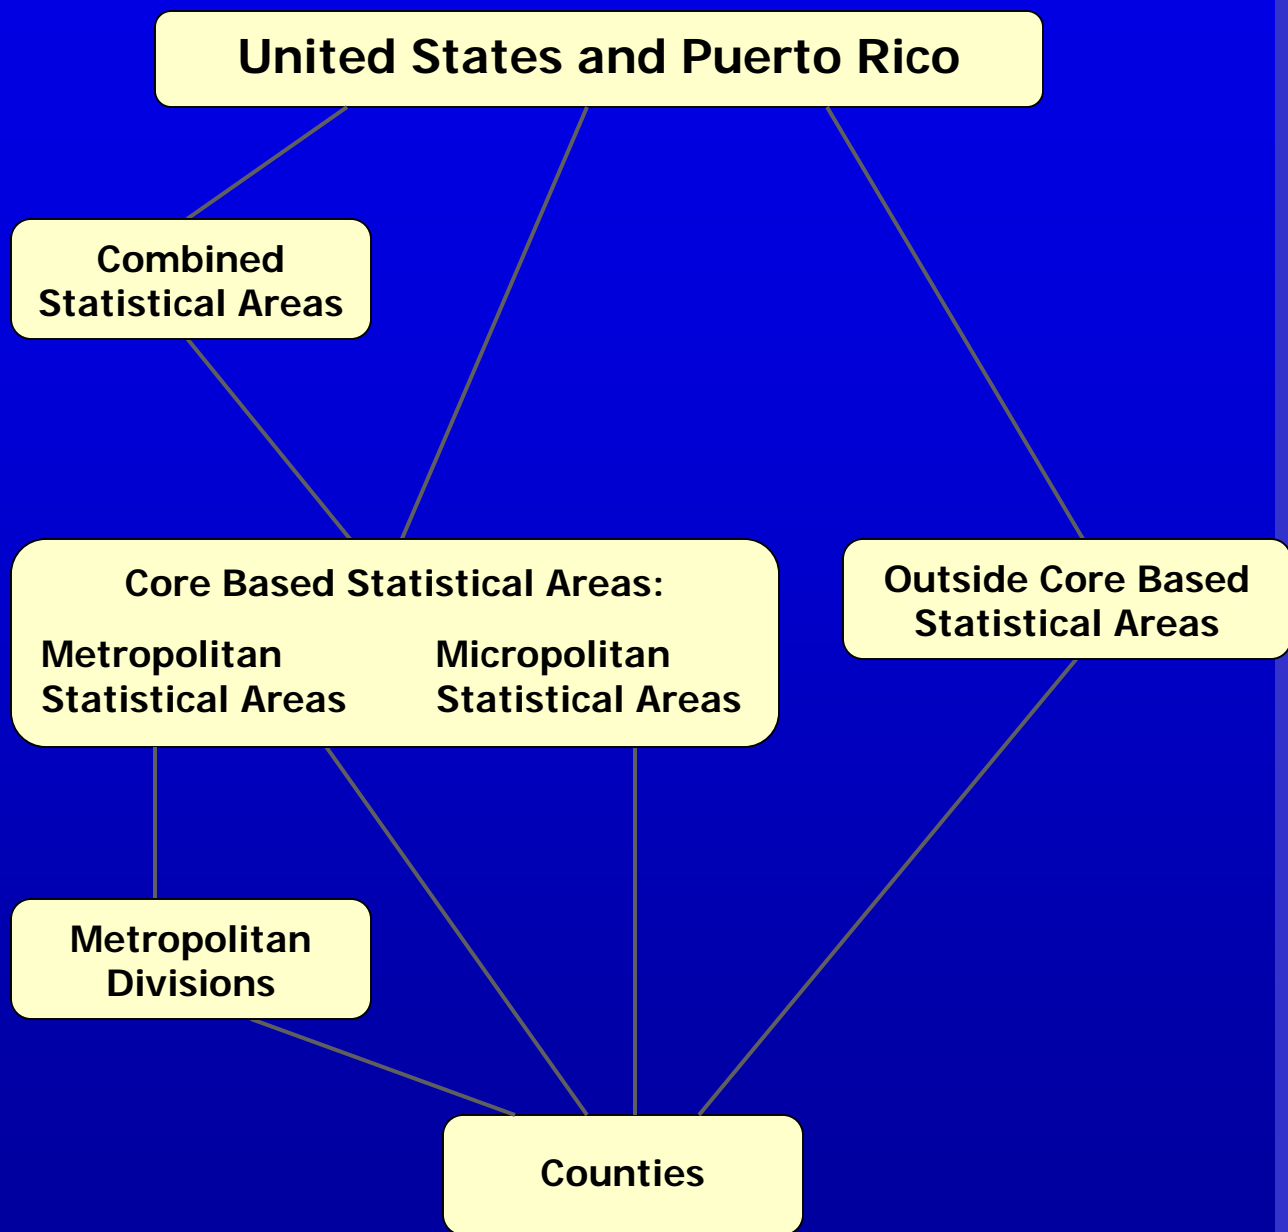 United States and Puerto Rico
Combined
Statistical Areas
Core Based Statistical Areas:
Metropolitan
Statistical Areas
Micropolitan
Statistical Areas
Outside Core Based
Statistical Areas
Metropolitan
Divisions
Counties